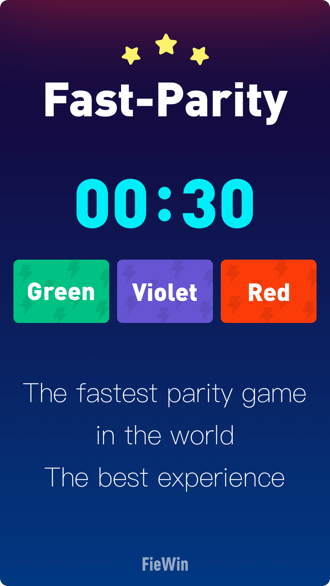 Fast-Parity
00:30
Green Violet Red
The fastest parity game
in the world
The best experience
FieWin